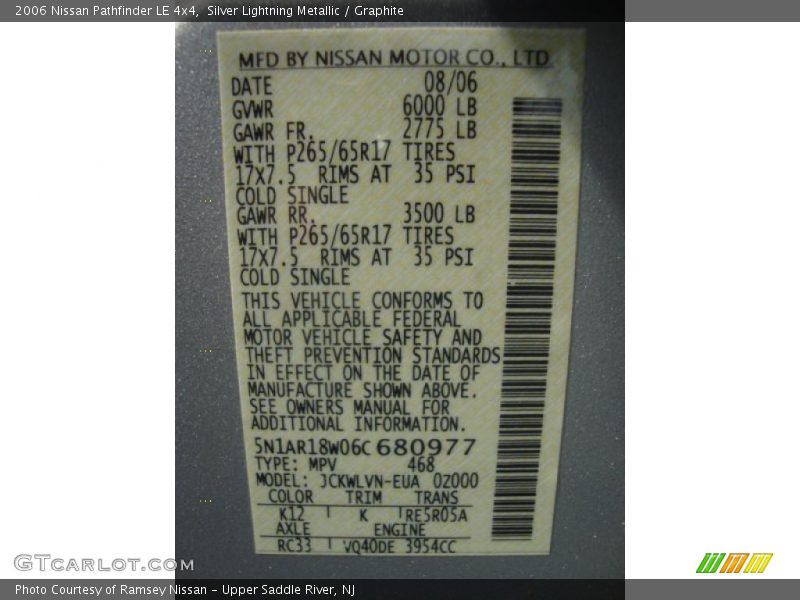 2006 Nissan Pathfinder LE 4x4, Silver Lightning Metallic / Graphite
MFD BY NISSAN MOTOR CO., LTD
DATE 08/06
GVWR 6000 LB
GAWR FR. 2775 LB
WITH P265/65R17 TIRES
17X7.5 RIMS AT 35 PSI
COLD SINGLE
GAWR RR. 3500 LB
WITH P265/65R17 TIRES
17X7.5 RIMS AT 35 PSI
COLD SINGLE
THIS VEHICLE CONFORMS TO
ALL APPLICABLE FEDERAL
MOTOR VEHICLE SAFETY AND
THEFT PREVENTION STANDARDS
IN EFFECT ON THE DATE OF
MANUFACTURE SHOWN ABOVE.
SEE OWNERS MANUAL FOR
ADDITIONAL INFORMATION.
5N1AR18W06C680977
TYPE: MPV 468
MODEL: JCKWLVN-EUA 0Z000
COLOR TRIM TRANS
K12 K RE5R05A
AXLE ENGINE
RC33 VQ40DE 3954CC
GTCarLot.com
Photo Courtesy of Ramsey Nissan - Upper Saddle River, NJ